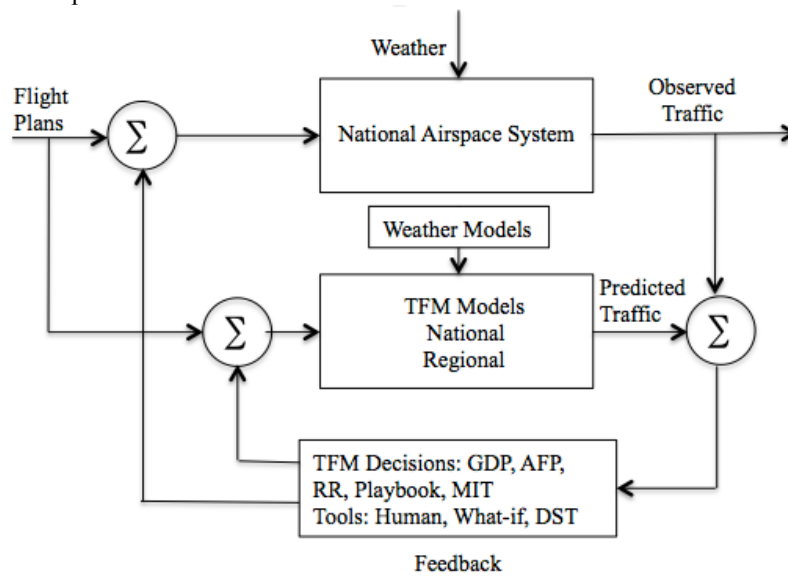 Weather
Flight
Plans
Σ
National Airspace System
Observed
Traffic
Weather Models
Σ
TFM Models
National
Regional
Predicted
Traffic
Σ
TFM Decisions: GDP, AFP,
RR, Playbook, MIT
Tools: Human, What-if, DST
Feedback